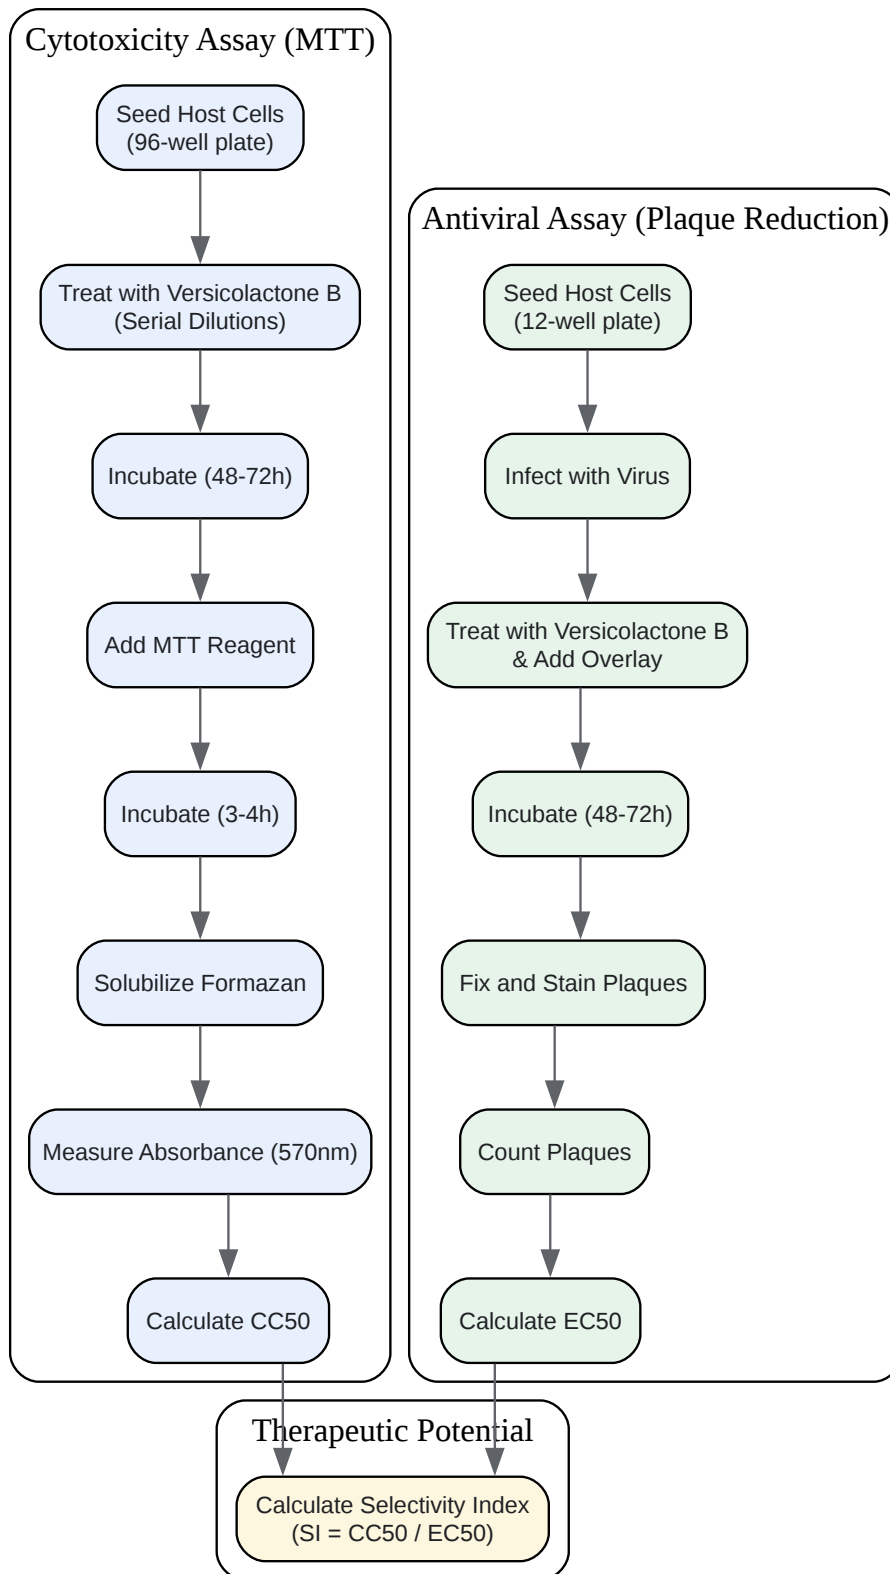 Cytotoxicity Assay (MTT)
Seed Host Cells
(96-well plate)
Treat with Versicolactone B
(Serial Dilutions)
Incubate (48-72h)
Add MTT Reagent
Incubate (3-4h)
Solubilize Formazan
Measure Absorbance (570nm)
Calculate CC50
Antiviral Assay (Plaque Reduction)
Seed Host Cells
(12-well plate)
Infect with Virus
Treat with Versicolactone B
& Add Overlay
Incubate (48-72h)
Fix and Stain Plaques
Count Plaques
Calculate EC50
Therapeutic Potential
Calculate Selectivity Index
(SI = CC50 / EC50)